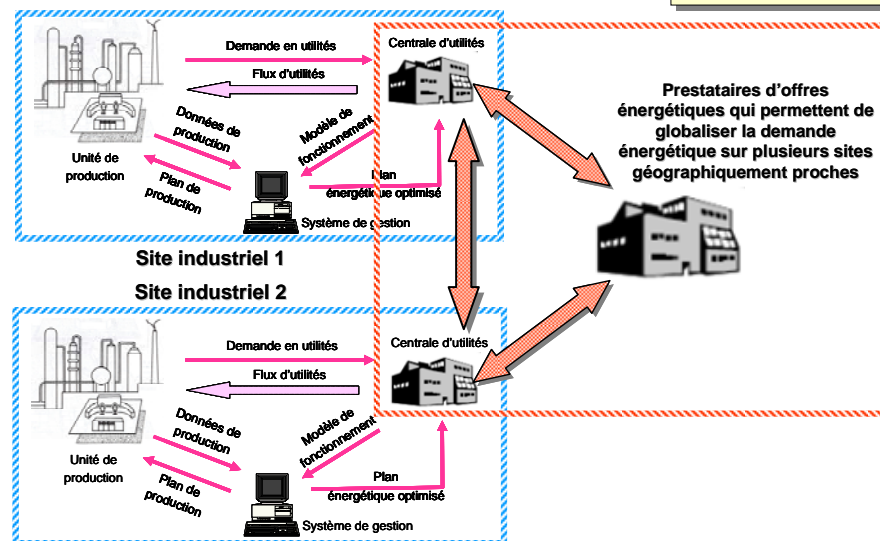 Demande en utilités
Centrale d'utilités
Flux d'utilités
Données de
production
Modèle de
fonctionnement
Unité de
production
Plan de
production
Plan
énergétique optimisé
Système de gestion
Site industriel 1
Prestataires d'offres
énergétiques qui permettent de
globaliser la demande
énergétique sur plusieurs sites
géographiquement proches
Site industriel 2
Demande en utilités
Centrale d'utilités
Flux d'utilités
Données de
production
Modèle de
fonctionnement
Unité de
production
Plan de
production
Plan
énergétique optimisé
Système de gestion